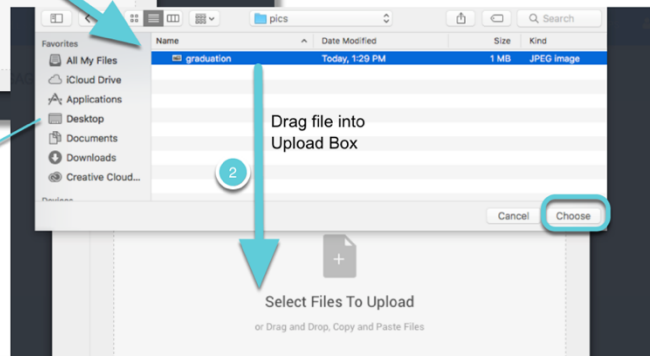 pics
Search
Favorites
Name Date Modified Size Kind
All My Files
graduation Today, 1:29 PM 1 MB JPEG image
iCloud Drive
Applications
Desktop
Documents
Downloads
Creative Cloud...
Devices
Drag file into
Upload Box
2
Cancel Choose
Select Files To Upload
or Drag and Drop, Copy and Paste Files